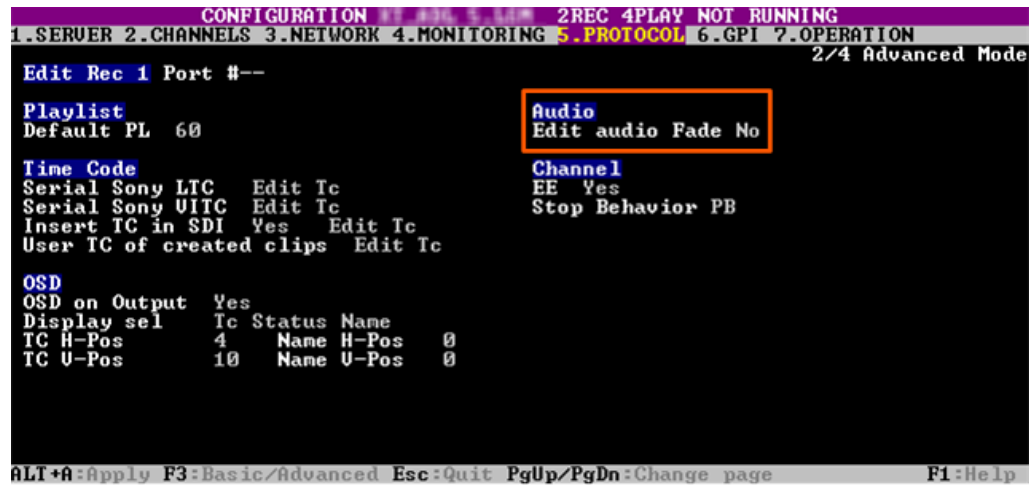 CONFIGURATION 2REC 4PLAY NOT RUNNING
1.SERVER 2.CHANNELS 3.NETWORK 4.MONITORING 5.PROTOCOL 6.GPI 7.OPERATION
2/4 Advanced Mode
Edit Rec 1 Port #--
Playlist
Default PL 60
Audio
Edit audio Fade No
Time Code
Serial Sony LTC Edit Tc
Serial Sony VITC Edit Tc
Insert TC in SDI Yes Edit Tc
User TC of created clips Edit Tc
Channel
EE Yes
Stop Behavior PB
OSD
OSD on Output Yes
Display sel Tc Status Name
TC H-Pos 4 Name H-Pos 0
TC V-Pos 10 Name V-Pos 0
ALT+A:Apply F3:Basic/Advanced Esc:Quit PgUp/PgDn:Change page F1:Help